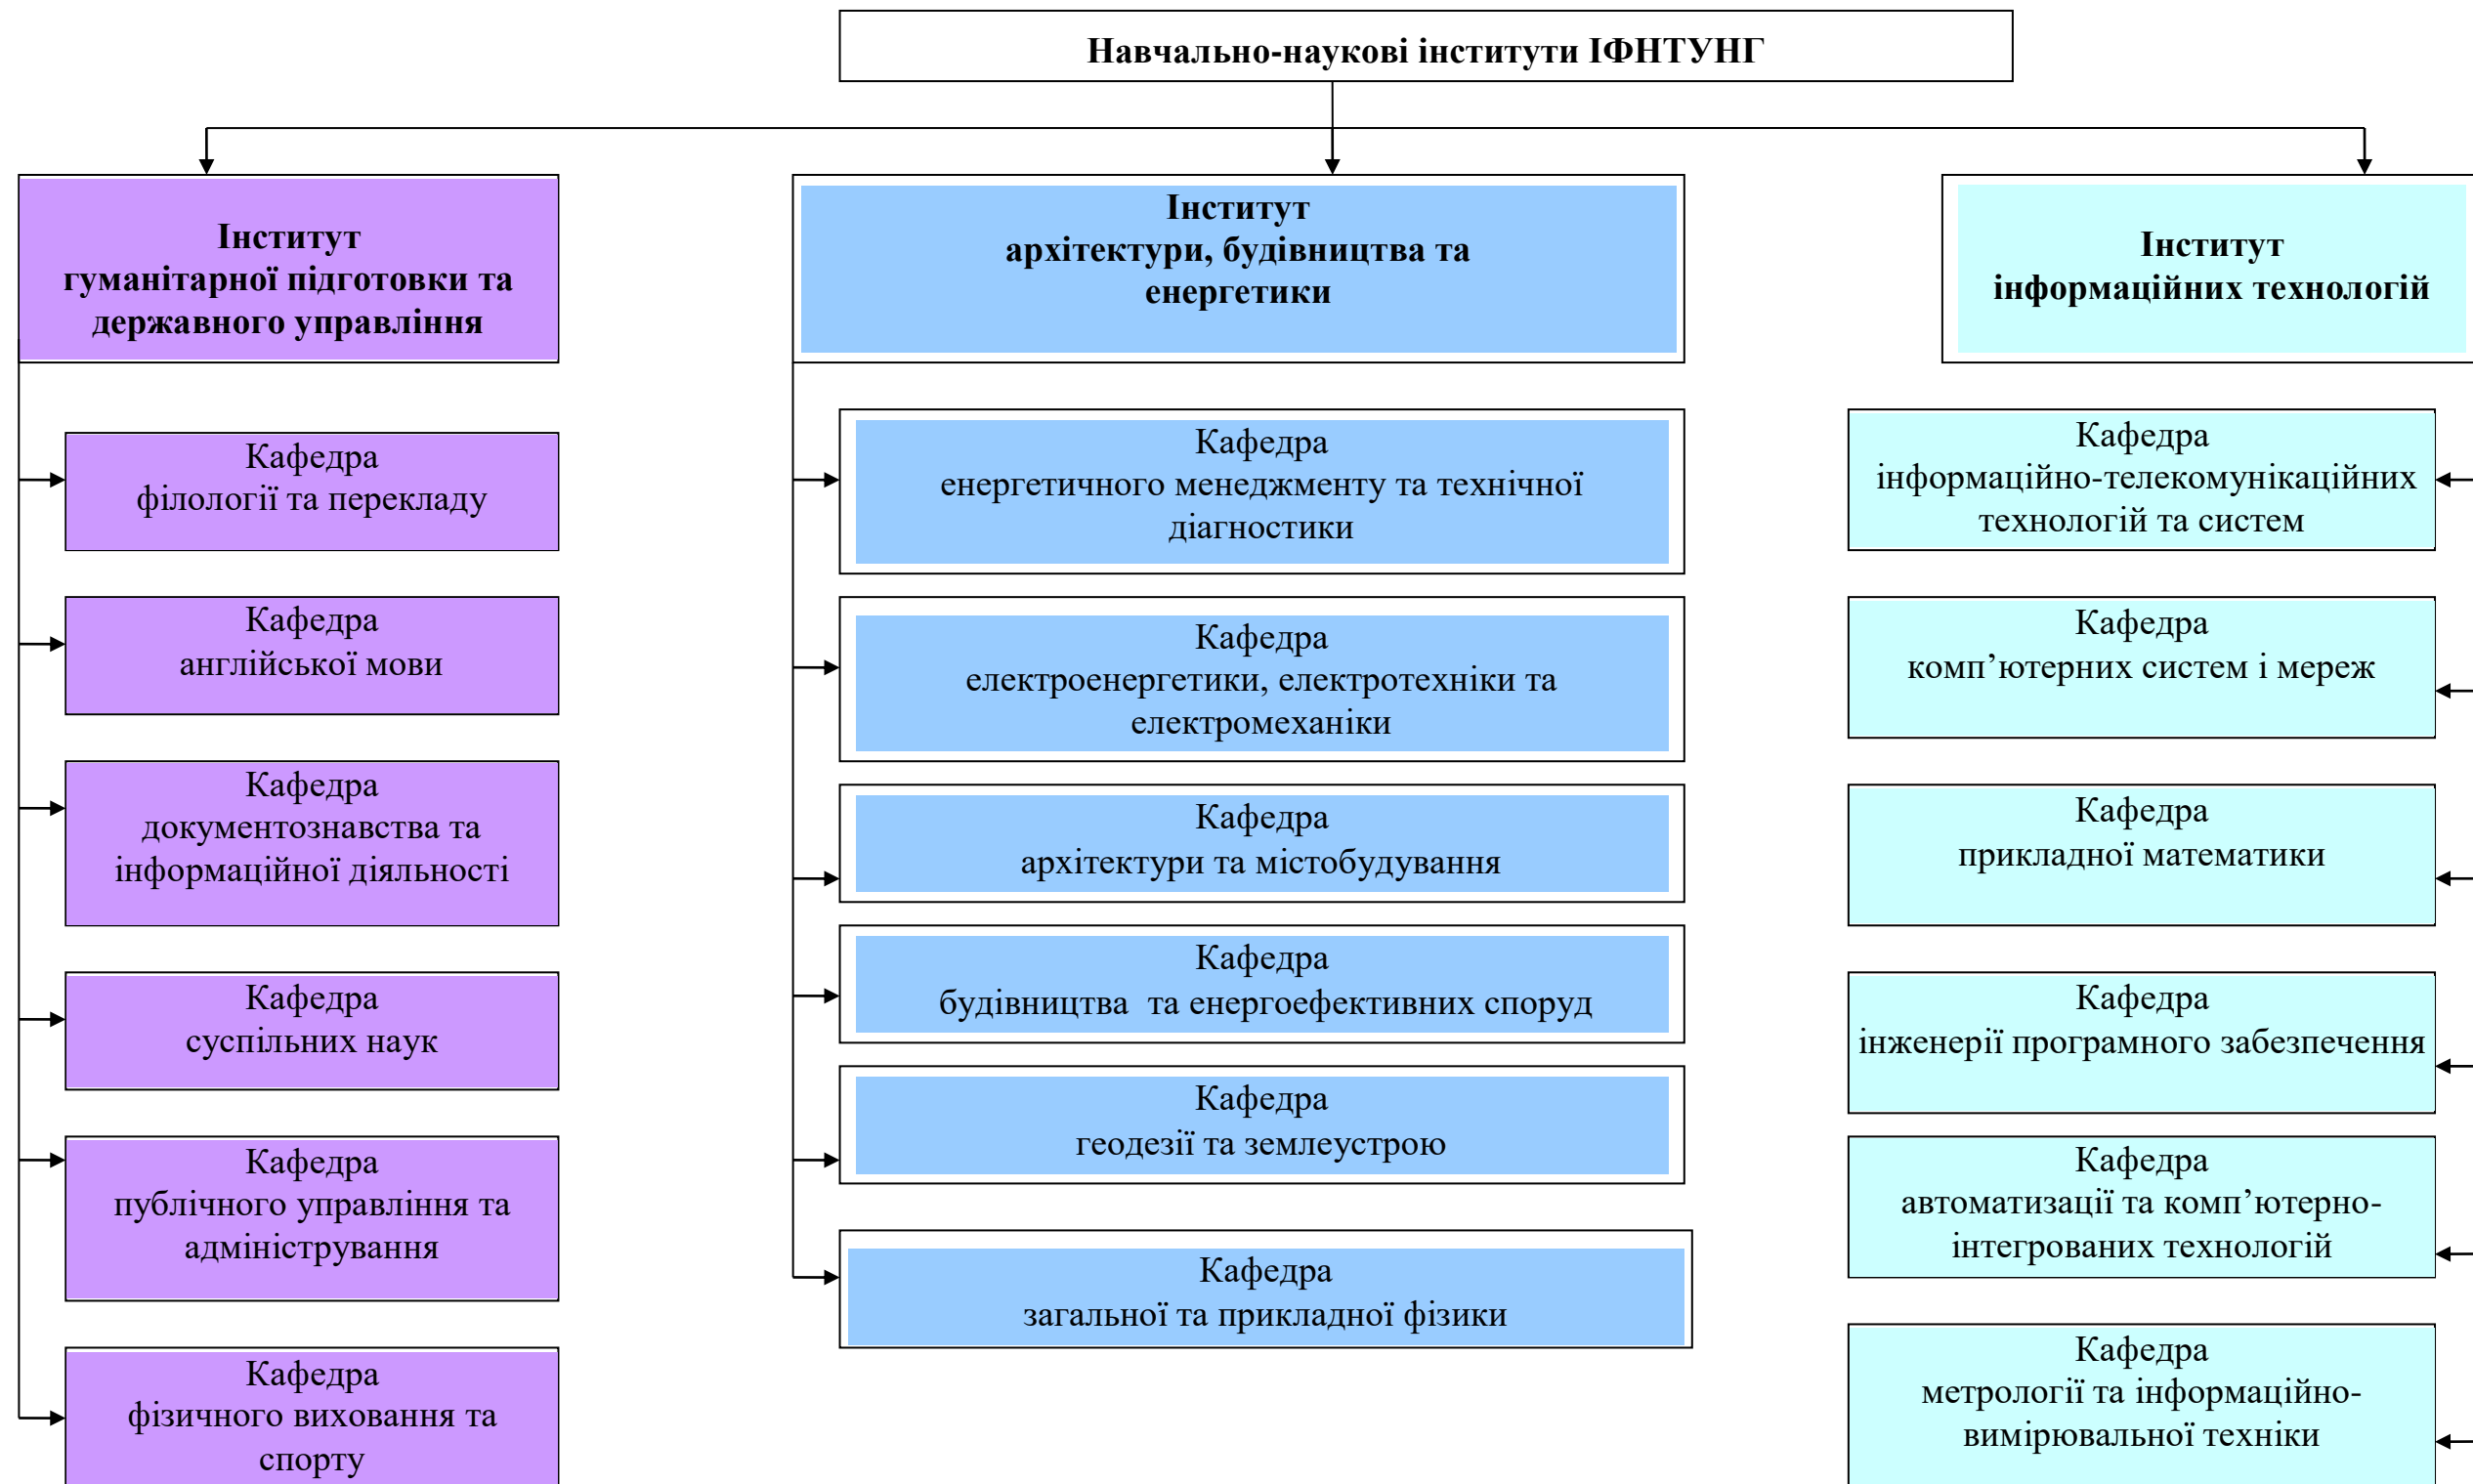 Навчально-наукові інститути ІФНТУНГ
Інститут
гуманітарної підготовки та
державного управління
Кафедра
філології та перекладу
Кафедра
англійської мови
Кафедра
документознавства та
інформаційної діяльності
Кафедра
суспільних наук
Кафедра
публічного управління та
адміністрування
Кафедра
фізичного виховання та
спорту
Інститут
архітектури, будівництва та
енергетики
Кафедра
енергетичного менеджменту та технічної
діагностики
Кафедра
електроенергетики, електротехніки та
електромеханіки
Кафедра
архітектури та містобудування
Кафедра
будівництва  та енергоефективних споруд
Кафедра
геодезії та землеустрою
Кафедра
загальної та прикладної фізики
Інститут
інформаційних технологій
Кафедра
інформаційно-телекомунікаційних
технологій та систем
Кафедра
комп’ютерних систем і мереж
Кафедра
прикладної математики
Кафедра
інженерії програмного забезпечення
Кафедра
автоматизації та комп’ютерно-
інтегрованих технологій
Кафедра
метрології та інформаційно-
вимірювальної техніки